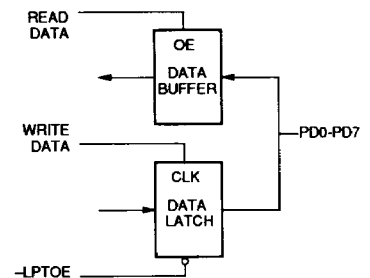 READ
DATA
OE
DATA
BUFFER
PD0-PD7
WRITE
DATA
CLK
DATA
LATCH
–LPTOE